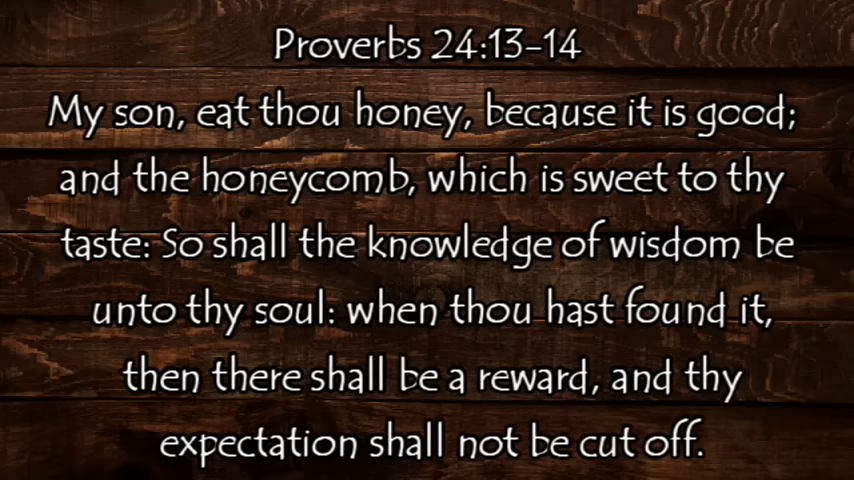 Proverbs 24:13-14
My son, eat thou honey, because it is good;
and the honeycomb, which is sweet to thy
taste: So shall the knowledge of wisdom be
unto thy soul: when thou hast found it,
then there shall be a reward, and thy
expectation shall not be cut off.